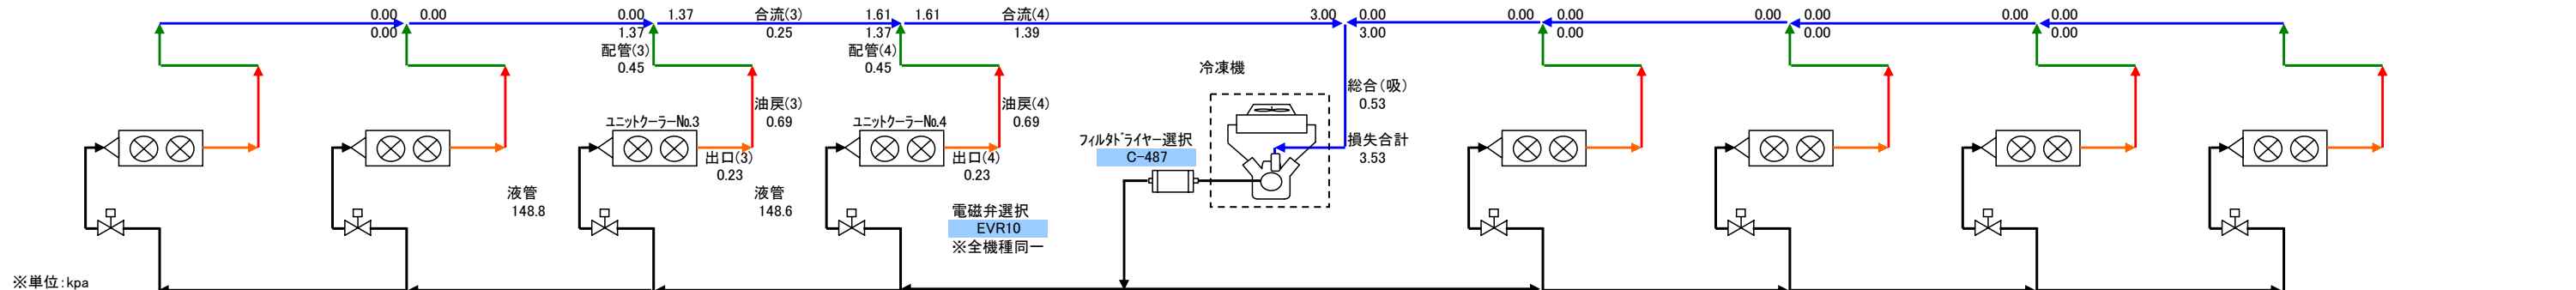 0.00 0.00 0.00 1.37 合流(3) 1.61 1.61 合流(4) 3.00 0.00 0.00 0.00 0.00 0.00 0.00 0.00
0.00 1.37 0.25 1.37 1.39 3.00 0.00 0.00 0.00
配管(3) 配管(4)
0.45 0.45
冷凍機
総合(吸)
0.53
油戻(3) 油戻(4)
0.69 0.69
ユニットクーラーNo.3 ユニットクーラーNo.4
フィルタドライヤー選択
C-487
損失合計
3.53
出口(3) 出口(4)
0.23 0.23
液管 液管
148.8 148.6
電磁弁選択
EVR10
※全機種同一
※単位:kpa